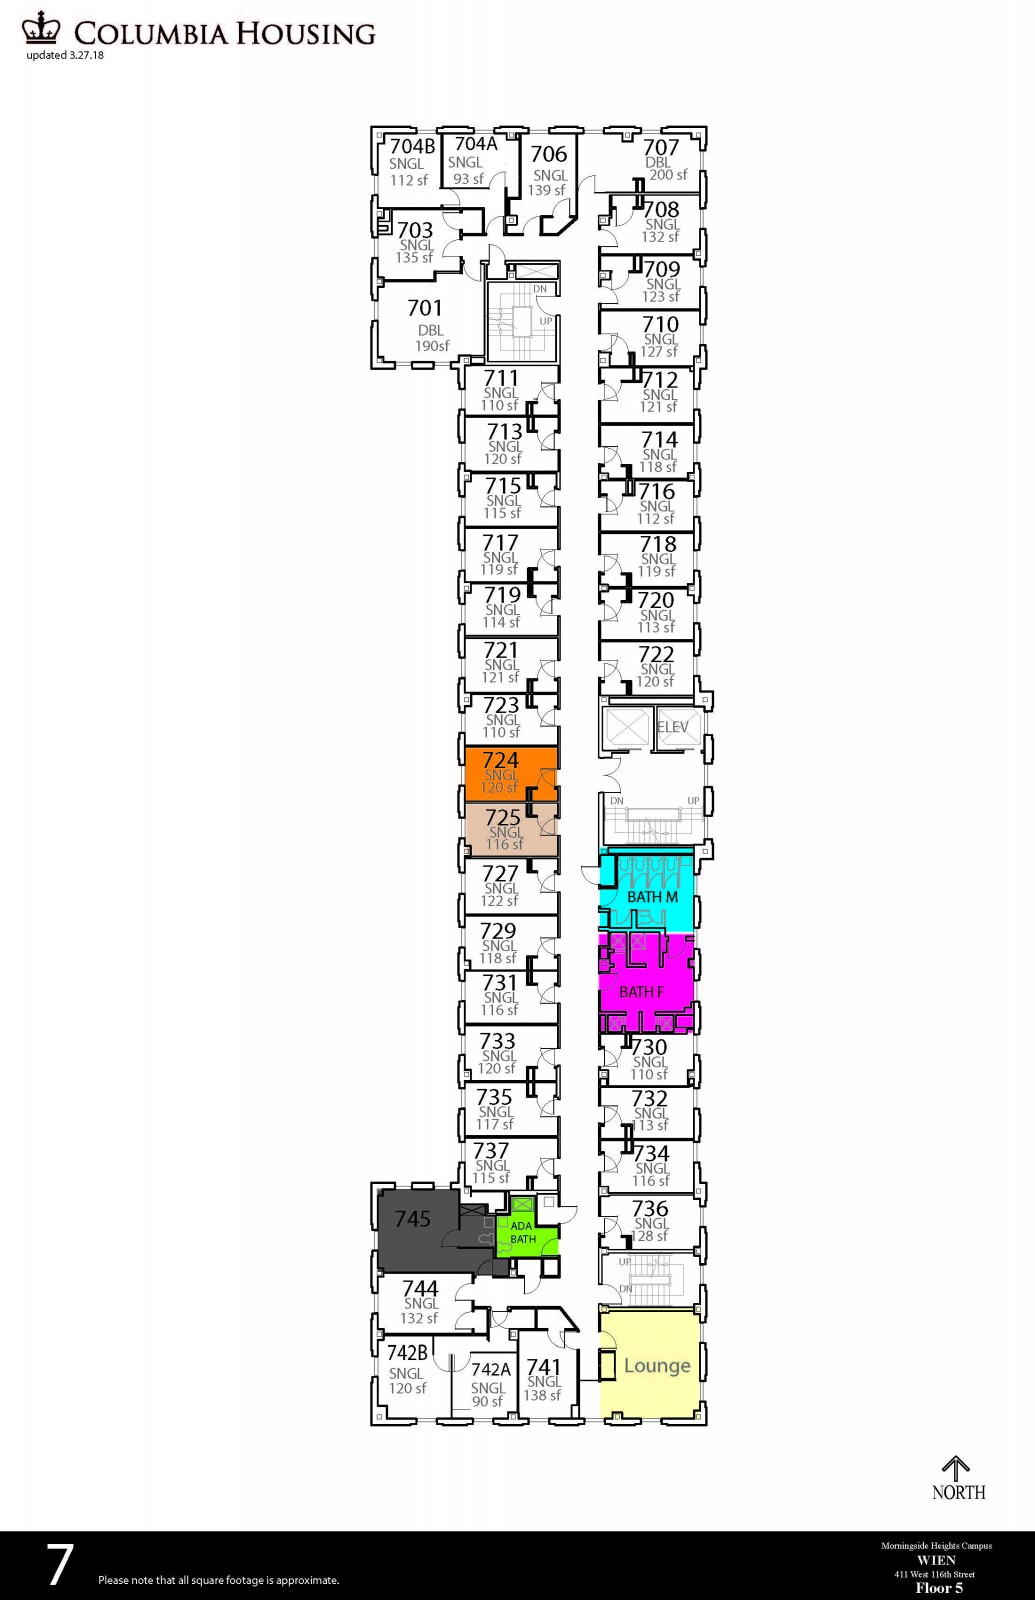 COLUMBIA HOUSING
updated 3.27.18
704B
SNGL
112 sf
704A
SNGL
93 sf
706
SNGL
139 sf
707
DBL
200 sf
703
SNGL
135 sf
708
SNGL
132 sf
709
SNGL
123 sf
701
DBL
190sf
DN
UP
710
SNGL
127 sf
711
SNGL
110 sf
712
SNGL
121 sf
713
SNGL
120 sf
714
SNGL
118 sf
715
SNGL
115 sf
716
SNGL
112 sf
717
SNGL
119 sf
718
SNGL
119 sf
719
SNGL
114 sf
720
SNGL
113 sf
721
SNGL
121 sf
722
SNGL
120 sf
723
SNGL
110 sf
ELEV
724
SNGL
120 sf
DN
UP
725
SNGL
116 sf
727
SNGL
122 sf
BATH M
729
SNGL
118 sf
731
SNGL
116 sf
BATH F
733
SNGL
120 sf
730
SNGL
110 sf
735
SNGL
117 sf
732
SNGL
113 sf
737
SNGL
115 sf
734
SNGL
116 sf
745
ADA
BATH
736
SNGL
128 sf
UP
DN
744
SNGL
132 sf
742B
SNGL
120 sf
742A
SNGL
90 sf
741
SNGL
138 sf
Lounge
NORTH
7
Please note that all square footage is approximate.
Morningside Heights Campus
WIEN
411 West 116th Street
Floor 5